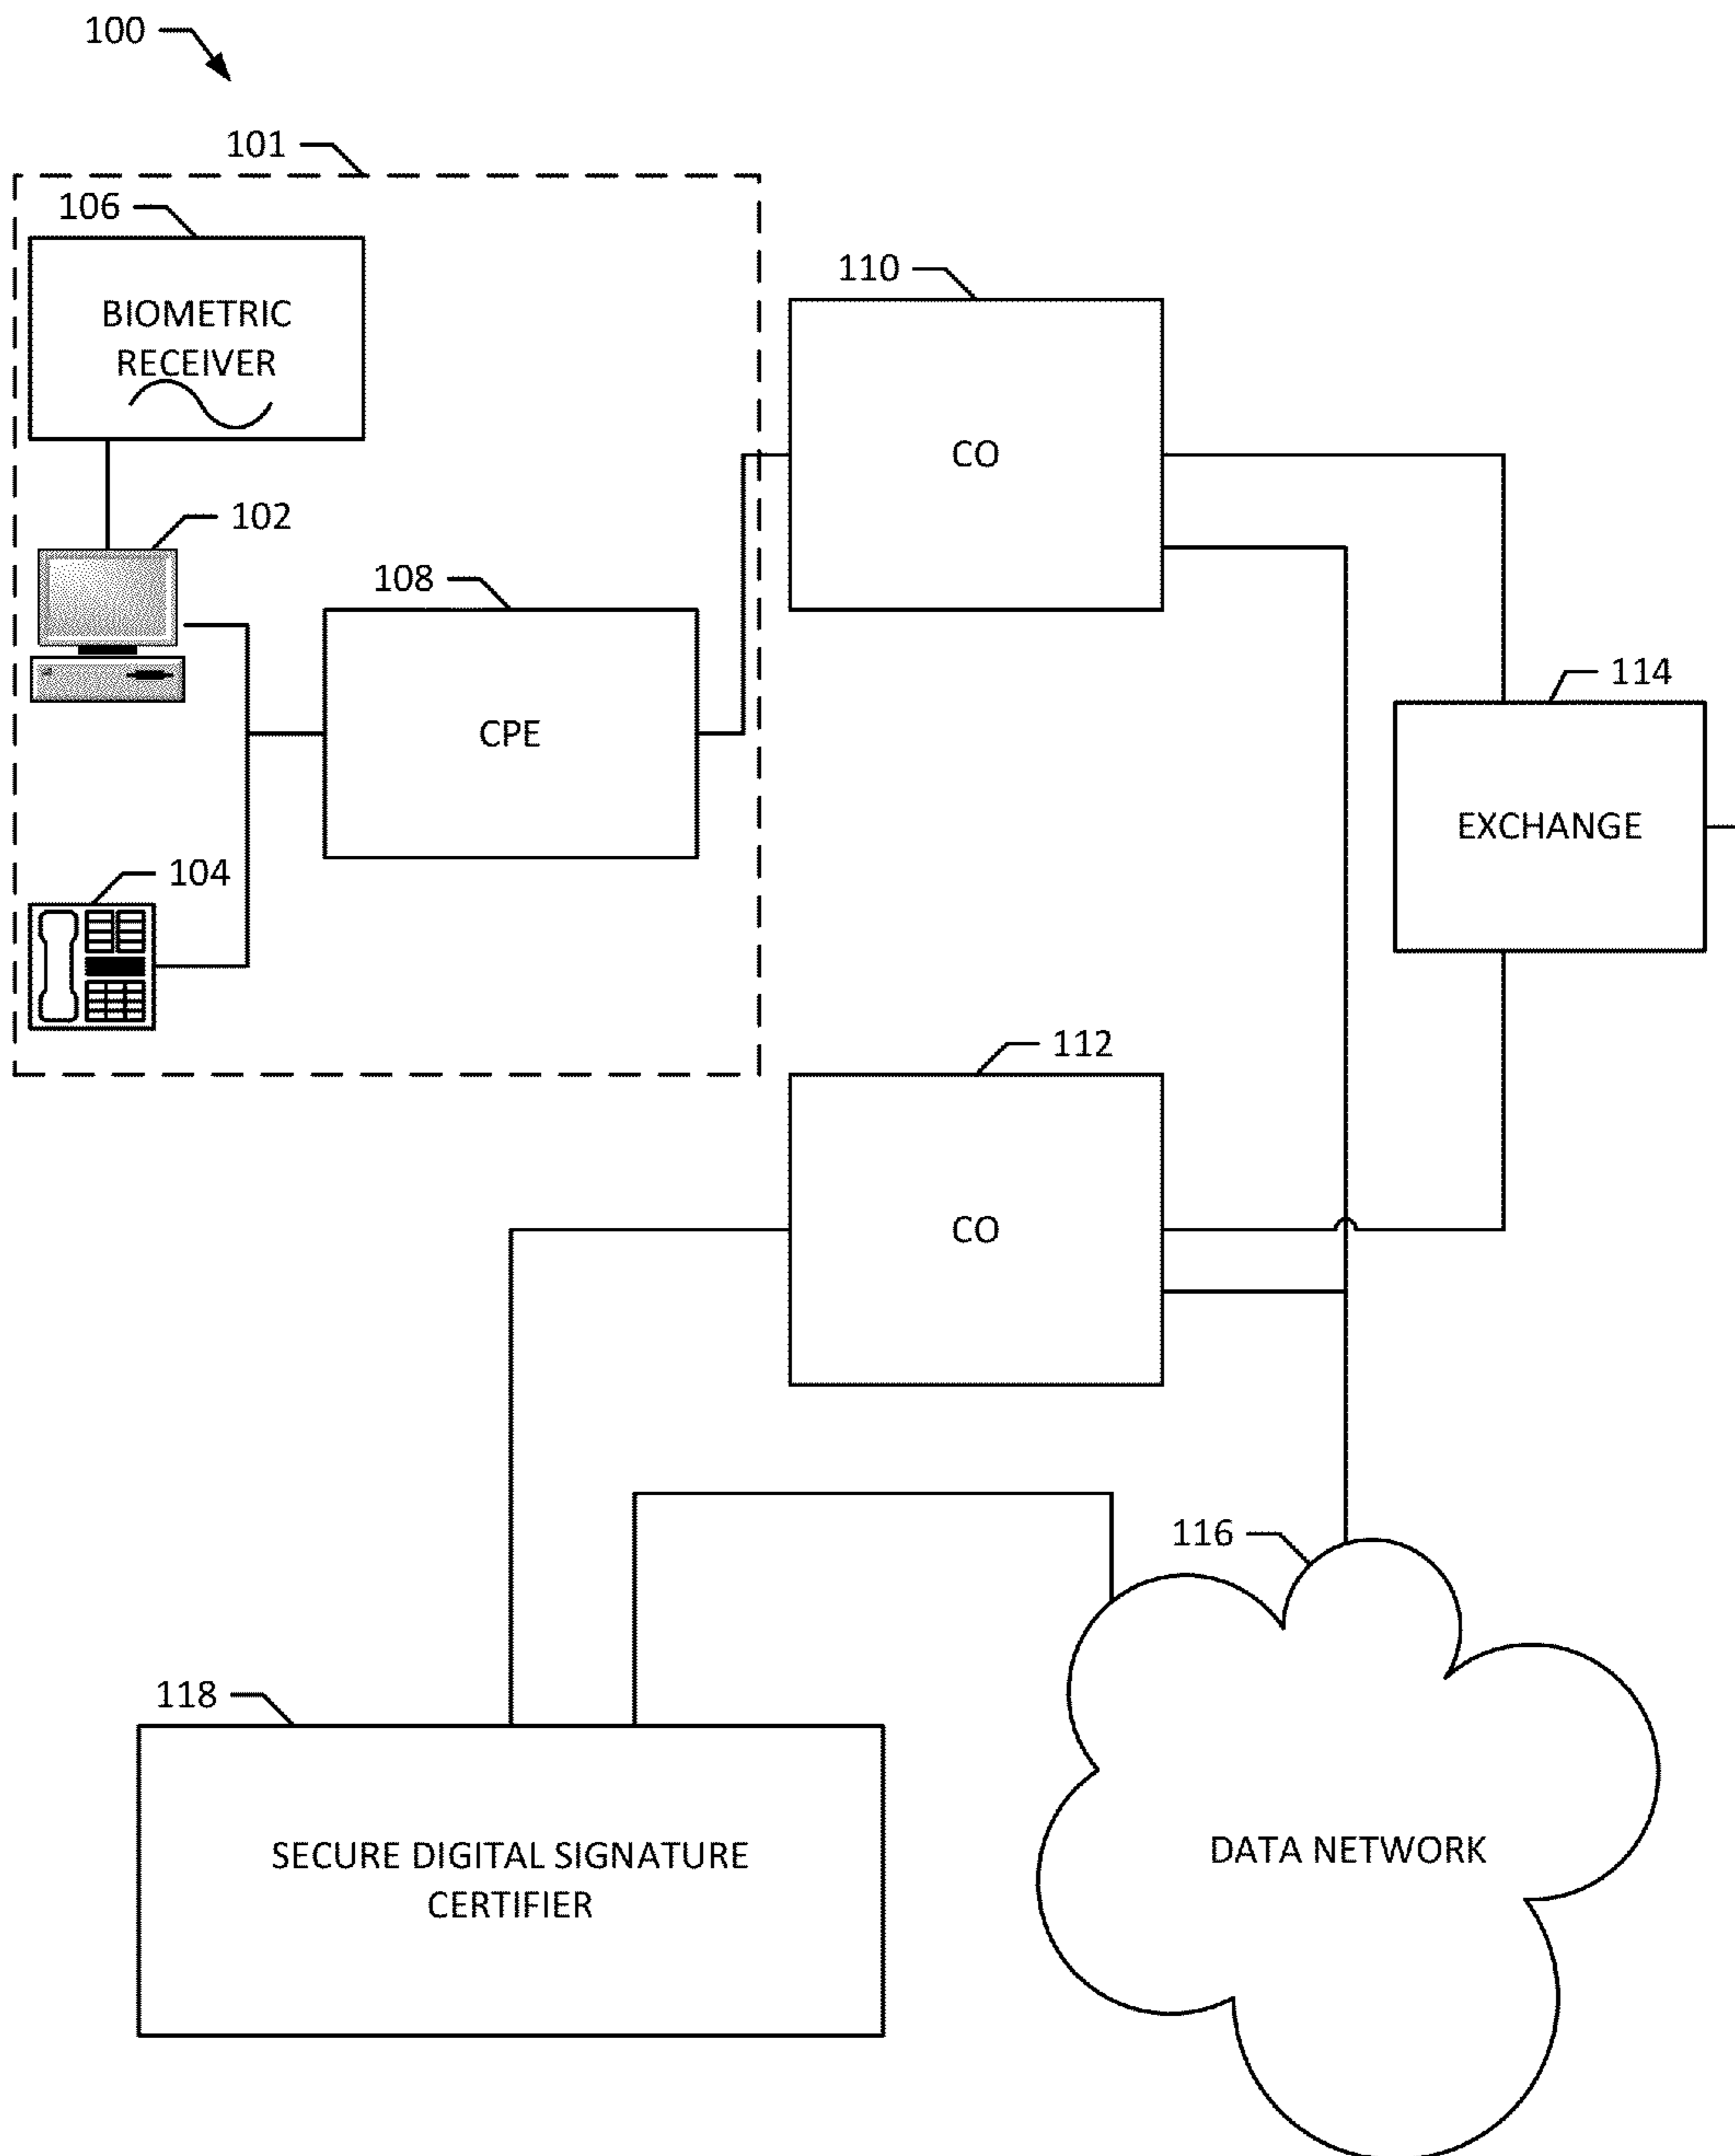 100
101
106
BIOMETRIC
RECEIVER
110
CO
102
108
CPE
114
EXCHANGE
104
112
CO
116
118
SECURE DIGITAL SIGNATURE
CERTIFIER
DATA NETWORK